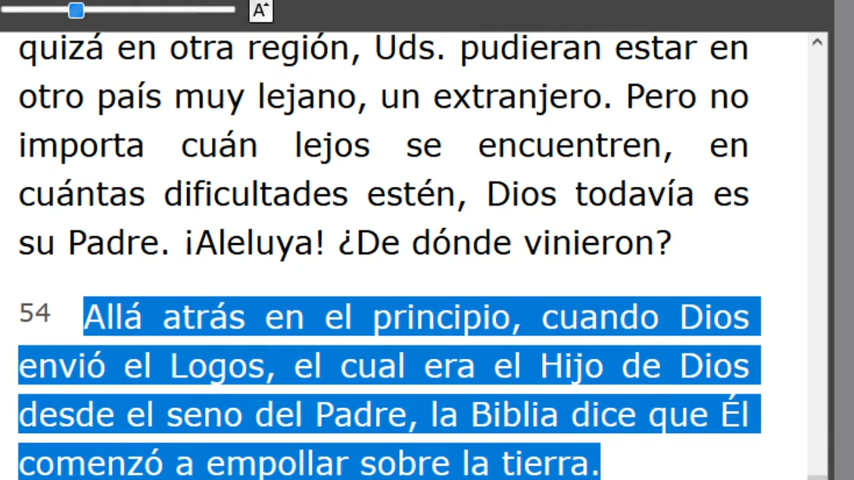 A
quizá en otra región, Uds. pudieran estar en
otro país muy lejano, un extranjero. Pero no
importa cuán lejos se encuentren, en
cuántas dificultades estén, Dios todavía es
su Padre. ¡Aleluya! ¿De dónde vinieron?
54 Allá atrás en el principio, cuando Dios
envió el Logos, el cual era el Hijo de Dios
desde el seno del Padre, la Biblia dice que Él
comenzó a empollar sobre la tierra.